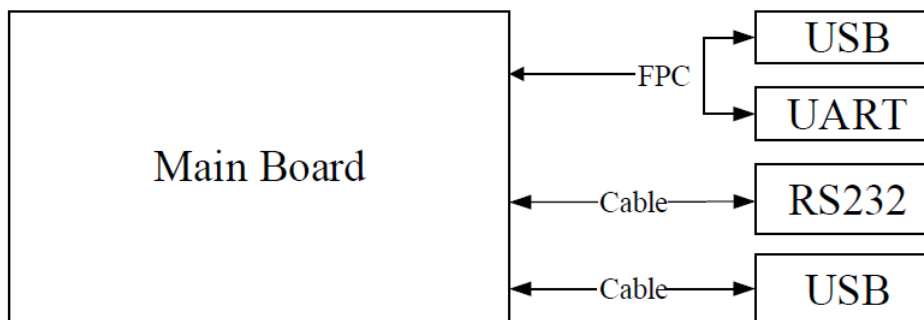 USB
FPC
UART
Main Board
Cable
RS232
Cable
USB